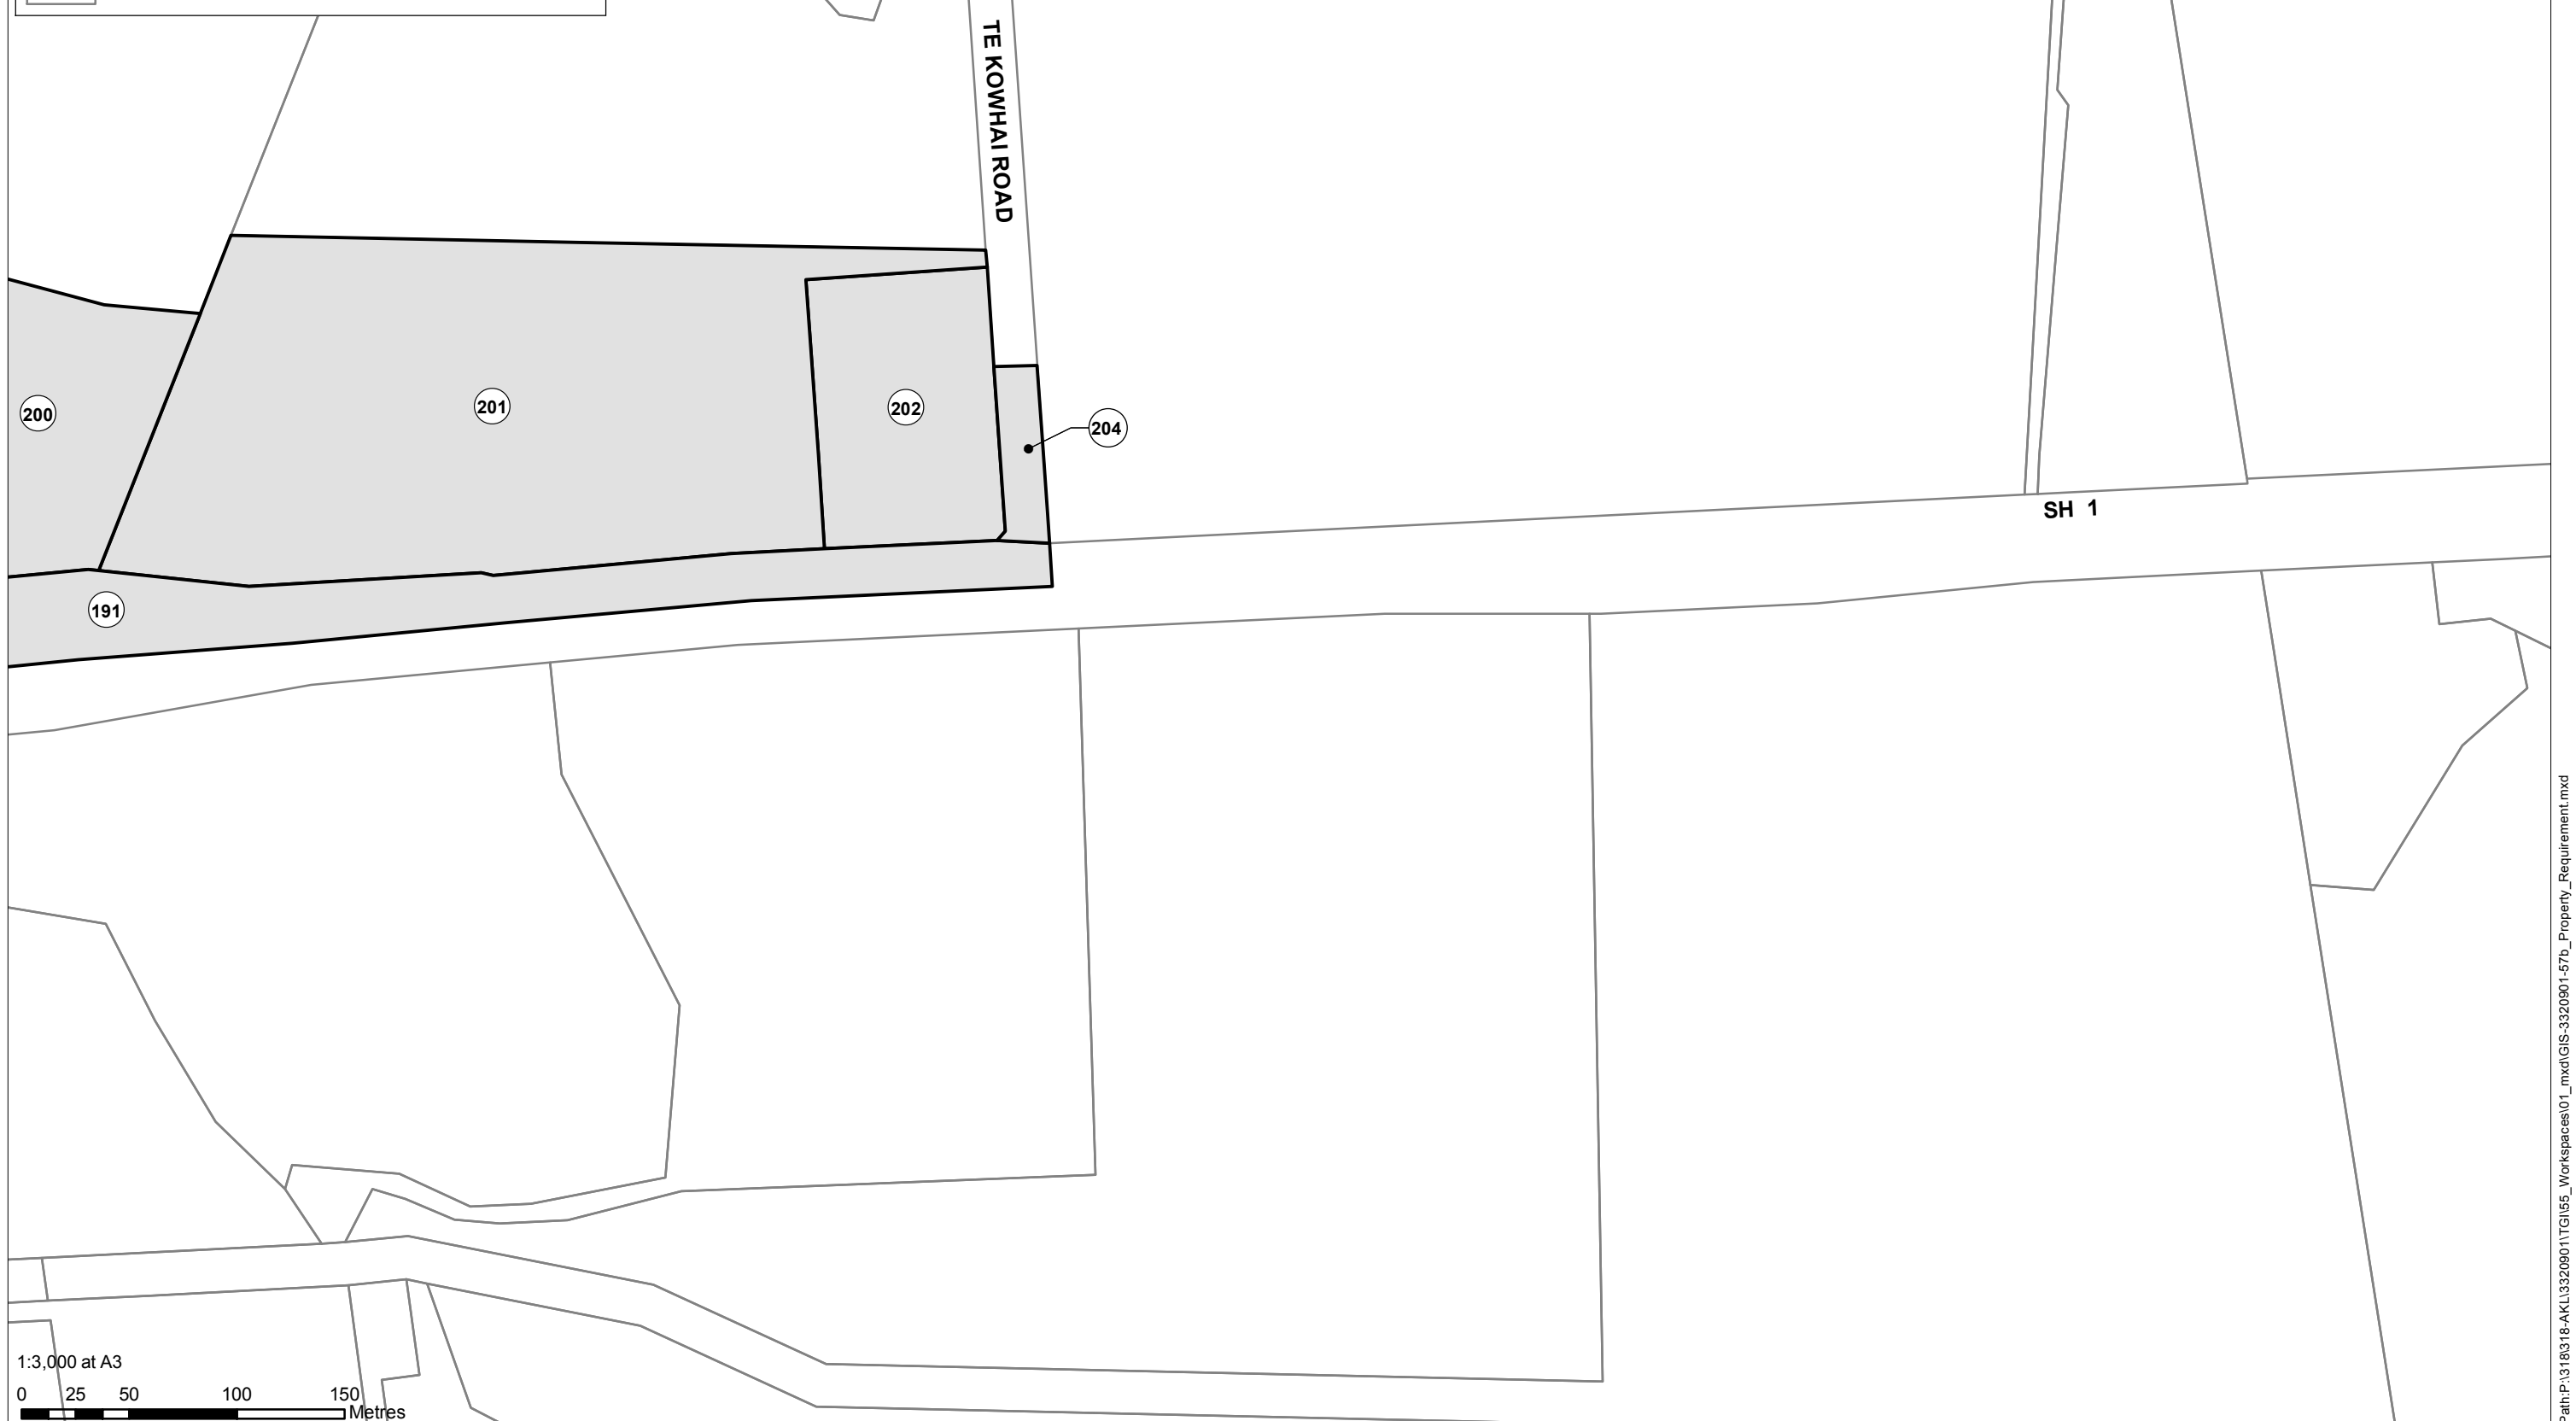 TE KOWHAI ROAD
200
201
202
204
SH 1
191
1:3,000 at A3
0 25 50 100 150
Metres
Path:P:\318\318-AKL\3320901\TGI\55_Workspaces\01_mxd\GIS-3320901-57b_Property_Requirement.mxd